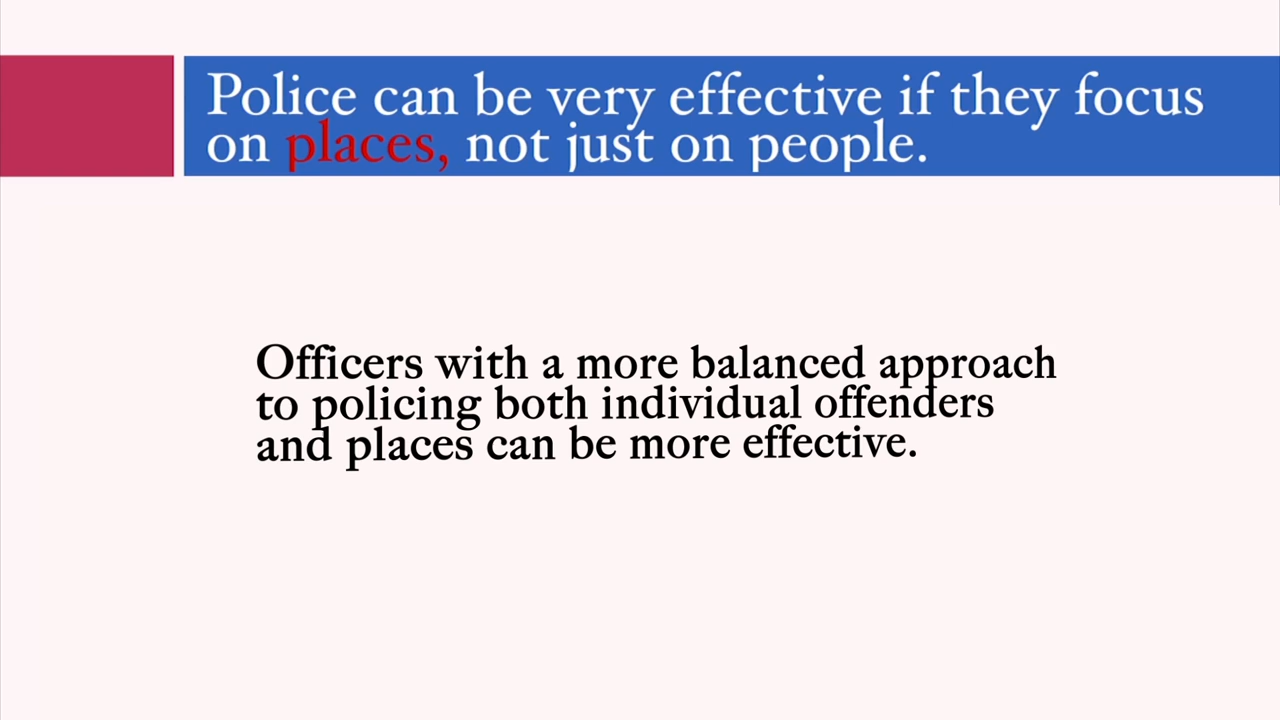 Police can be very effective if they focus
on places, not just on people.
Officers with a more balanced approach
to policing both individual offenders
and places can be more effective.